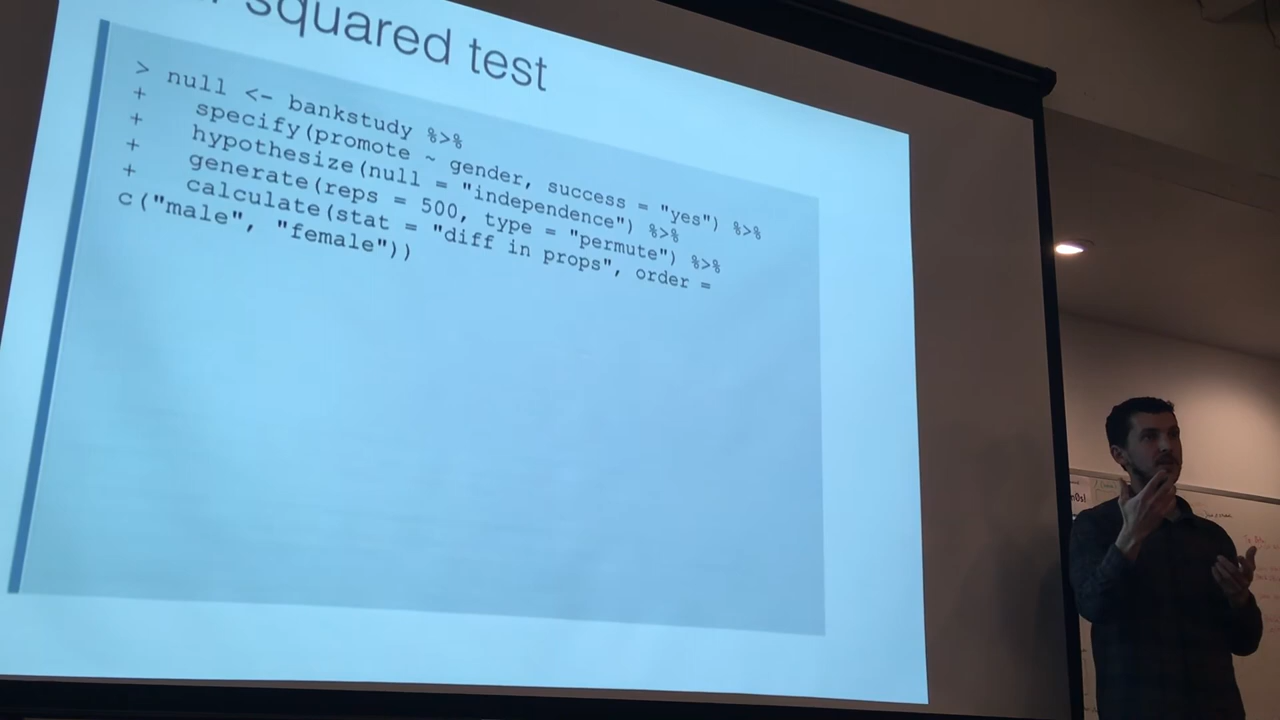 squared test
> null <- bankstudy %>%
+ specify(promote ~ gender, success = "yes") %>%
+ hypothesize(null = "independence") %>%
+ generate(reps = 500, type = "permute") %>%
+ calculate(stat = "diff in props", order =
c("male", "female"))